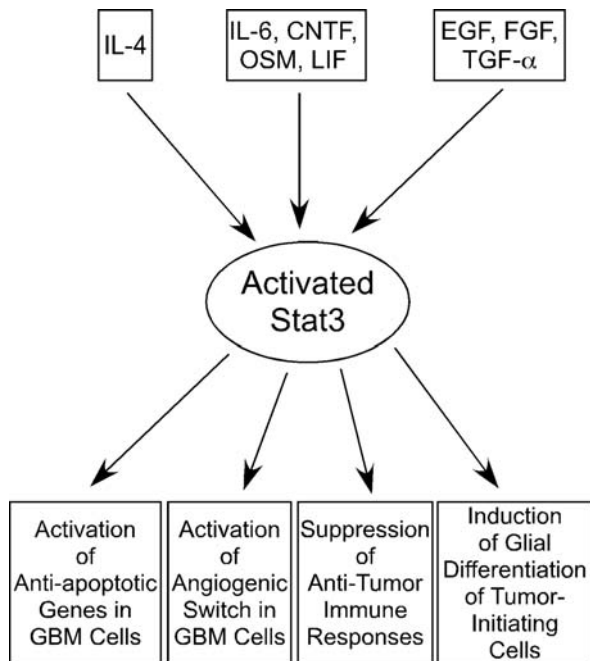 IL-4
IL-6, CNTF,
OSM, LIF
EGF, FGF,
TGF-α
Activated
Stat3
Activation
of
Anti-apoptotic
Genes in
GBM Cells
Activation
of
Angiogenic
Switch in
GBM Cells
Suppression
of
Anti-Tumor
Immune
Responses
Induction
of Glial
Differentiation
of Tumor-
Initiating
Cells